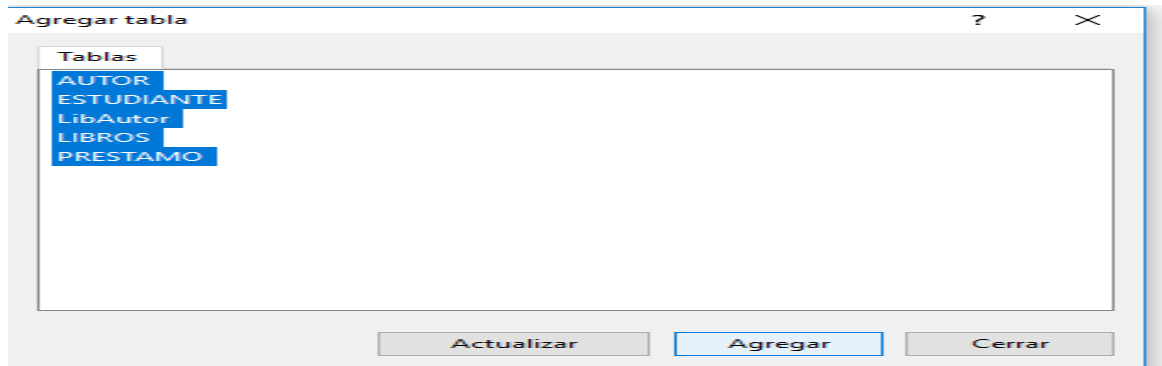 Agregar tabla ?
Tablas
AUTOR
ESTUDIANTE
LibAutor
LIBROS
PRESTAMO
Actualizar Agregar Cerrar